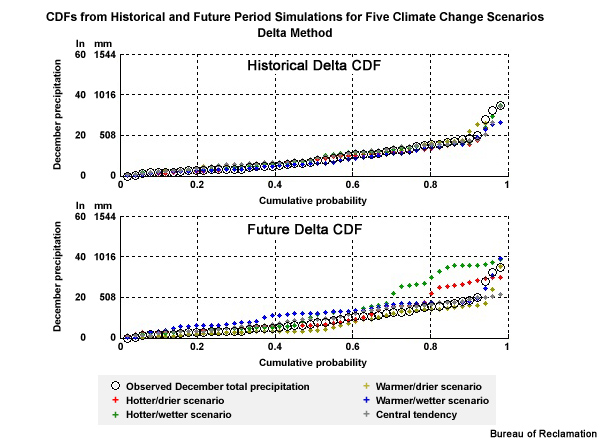 CDFs from Historical and Future Period Simulations for Five Climate Change Scenarios
Delta Method
In mm
60 1544
40 1016
20 508
0 0
December precipitation
Historical Delta CDF
0 0.2 0.4 0.6 0.8 1
Cumulative probability
In mm
60 1544
40 1016
20 508
0 0
December precipitation
Future Delta CDF
0 0.2 0.4 0.6 0.8 1
Cumulative probability
Observed December total precipitation
Hotter/drier scenario
Hotter/wetter scenario
Warmer/drier scenario
Warmer/wetter scenario
Central tendency
Bureau of Reclamation